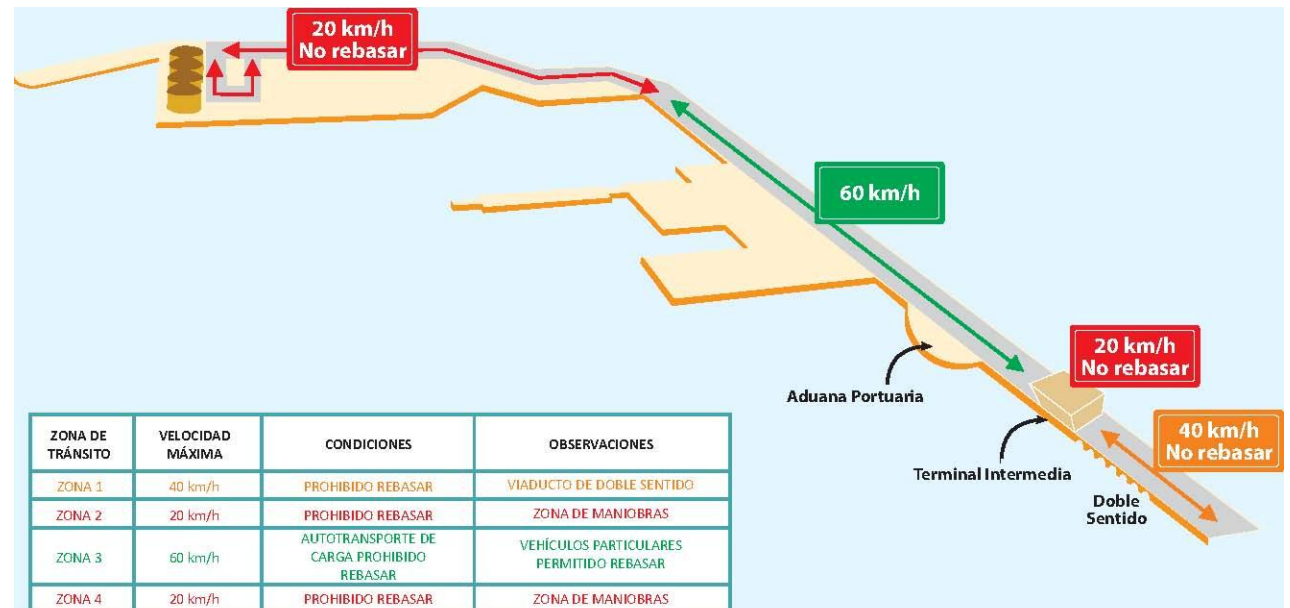 20 km/h
No rebasar
60 km/h
20 km/h
No rebasar
Aduana Portuaria
40 km/h
No rebasar
Terminal Intermedia
Doble
Sentido
ZONA DE
TRÁNSITO
VELOCIDAD
MÁXIMA
CONDICIONES
OBSERVACIONES
ZONA 1
40 km/h
PROHIBIDO REBASAR
VIADUCTO DE DOBLE SENTIDO
ZONA 2
20 km/h
PROHIBIDO REBASAR
ZONA DE MANIOBRAS
ZONA 3
60 km/h
AUTOTRANSPORTE DE
CARGA PROHIBIDO
REBASAR
VEHÍCULOS PARTICULARES
PERMITIDO REBASAR
ZONA 4
20 km/h
PROHIBIDO REBASAR
ZONA DE MANIOBRAS